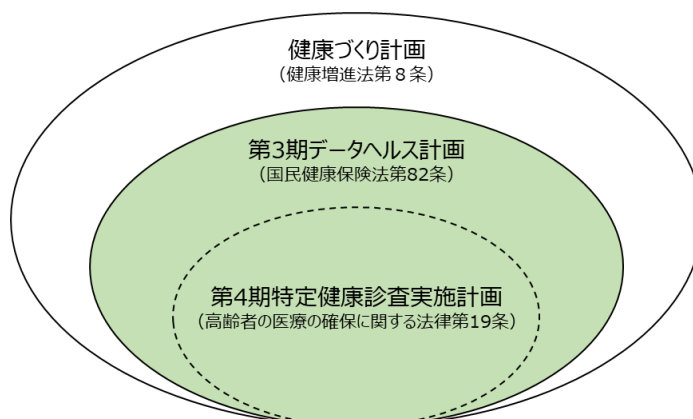 健康づくり計画
（健康増進法第８条）
第3期データヘルス計画
（国民健康保険法第82条）
第4期特定健康診査実施計画
（高齢者の医療の確保に関する法律第19条）